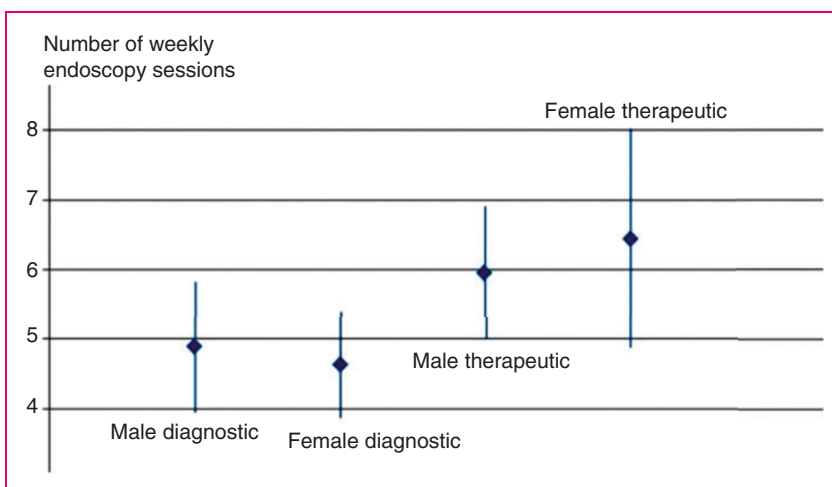 Number of weekly
endoscopy sessions
Female therapeutic
8
7
6
5
Male therapeutic
4
Male diagnostic
Female diagnostic